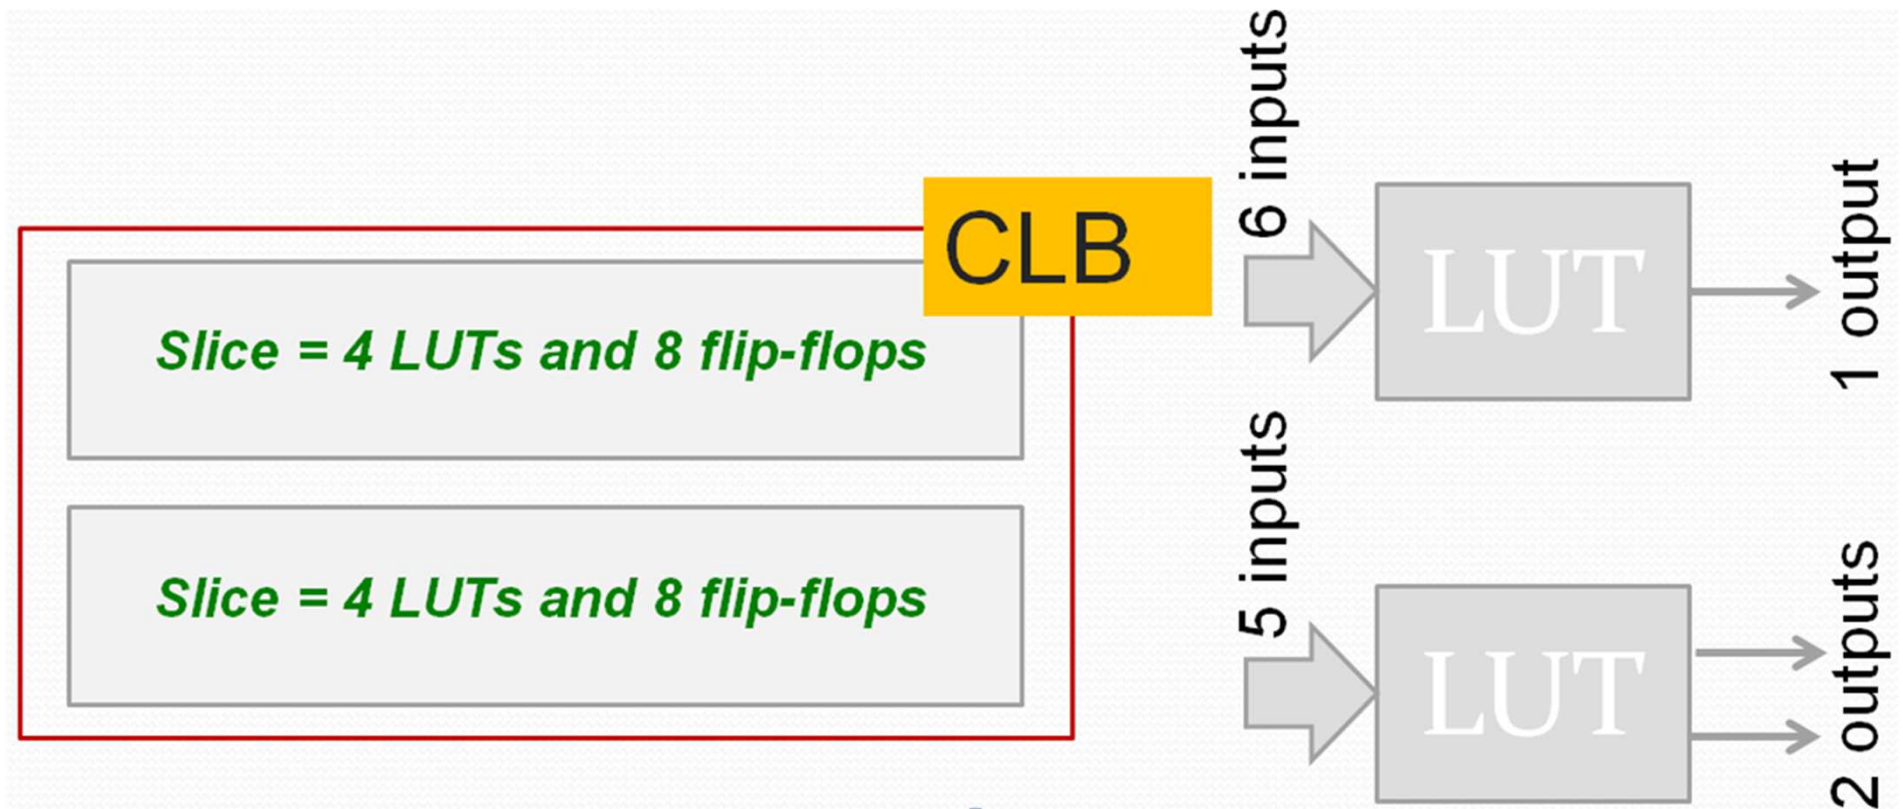 CLB
Slice = 4 LUTs and 8 flip-flops
Slice = 4 LUTs and 8 flip-flops
6 inputs
LUT
1 output
5 inputs
LUT
2 outputs